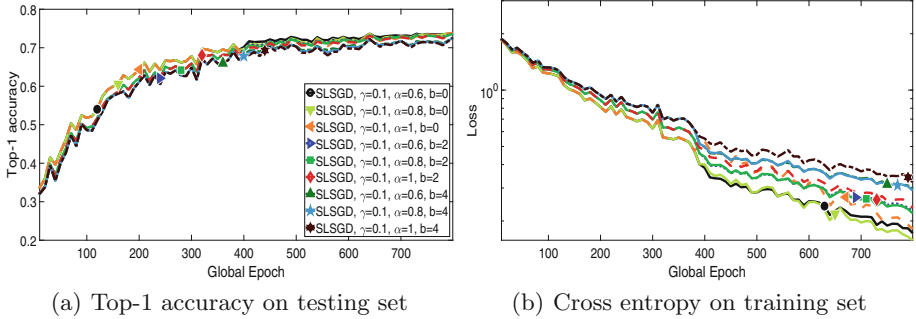 0.8
0.7
0.6
0.5
0.4
0.3
0.2
Top-1 accuracy
100 200 300 400 500 600 700
Global Epoch
SLSGD, γ=0.1, α=0.6, b=0
SLSGD, γ=0.1, α=0.8, b=0
SLSGD, γ=0.1, α=1, b=0
SLSGD, γ=0.1, α=0.6, b=2
SLSGD, γ=0.1, α=0.8, b=2
SLSGD, γ=0.1, α=1, b=2
SLSGD, γ=0.1, α=0.6, b=4
SLSGD, γ=0.1, α=0.8, b=4
SLSGD, γ=0.1, α=1, b=4
(a) Top-1 accuracy on testing set
10⁰
Loss
100 200 300 400 500 600 700
Global Epoch
(b) Cross entropy on training set